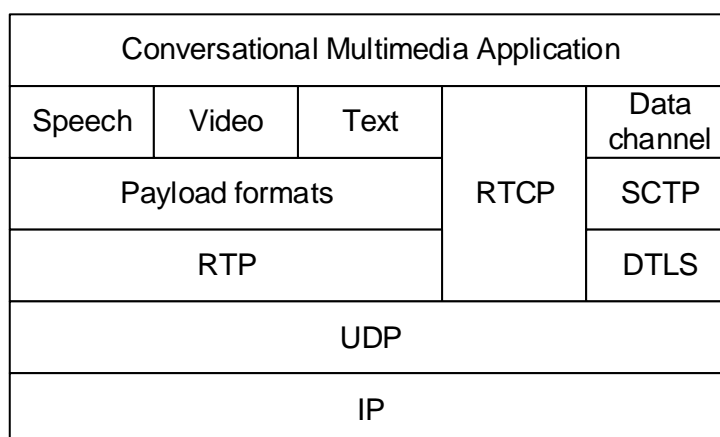 Conversational Multimedia Application
Speech
Video
Text
RTCP
Data
channel
Payload formats
SCTP
RTP
DTLS
UDP
IP